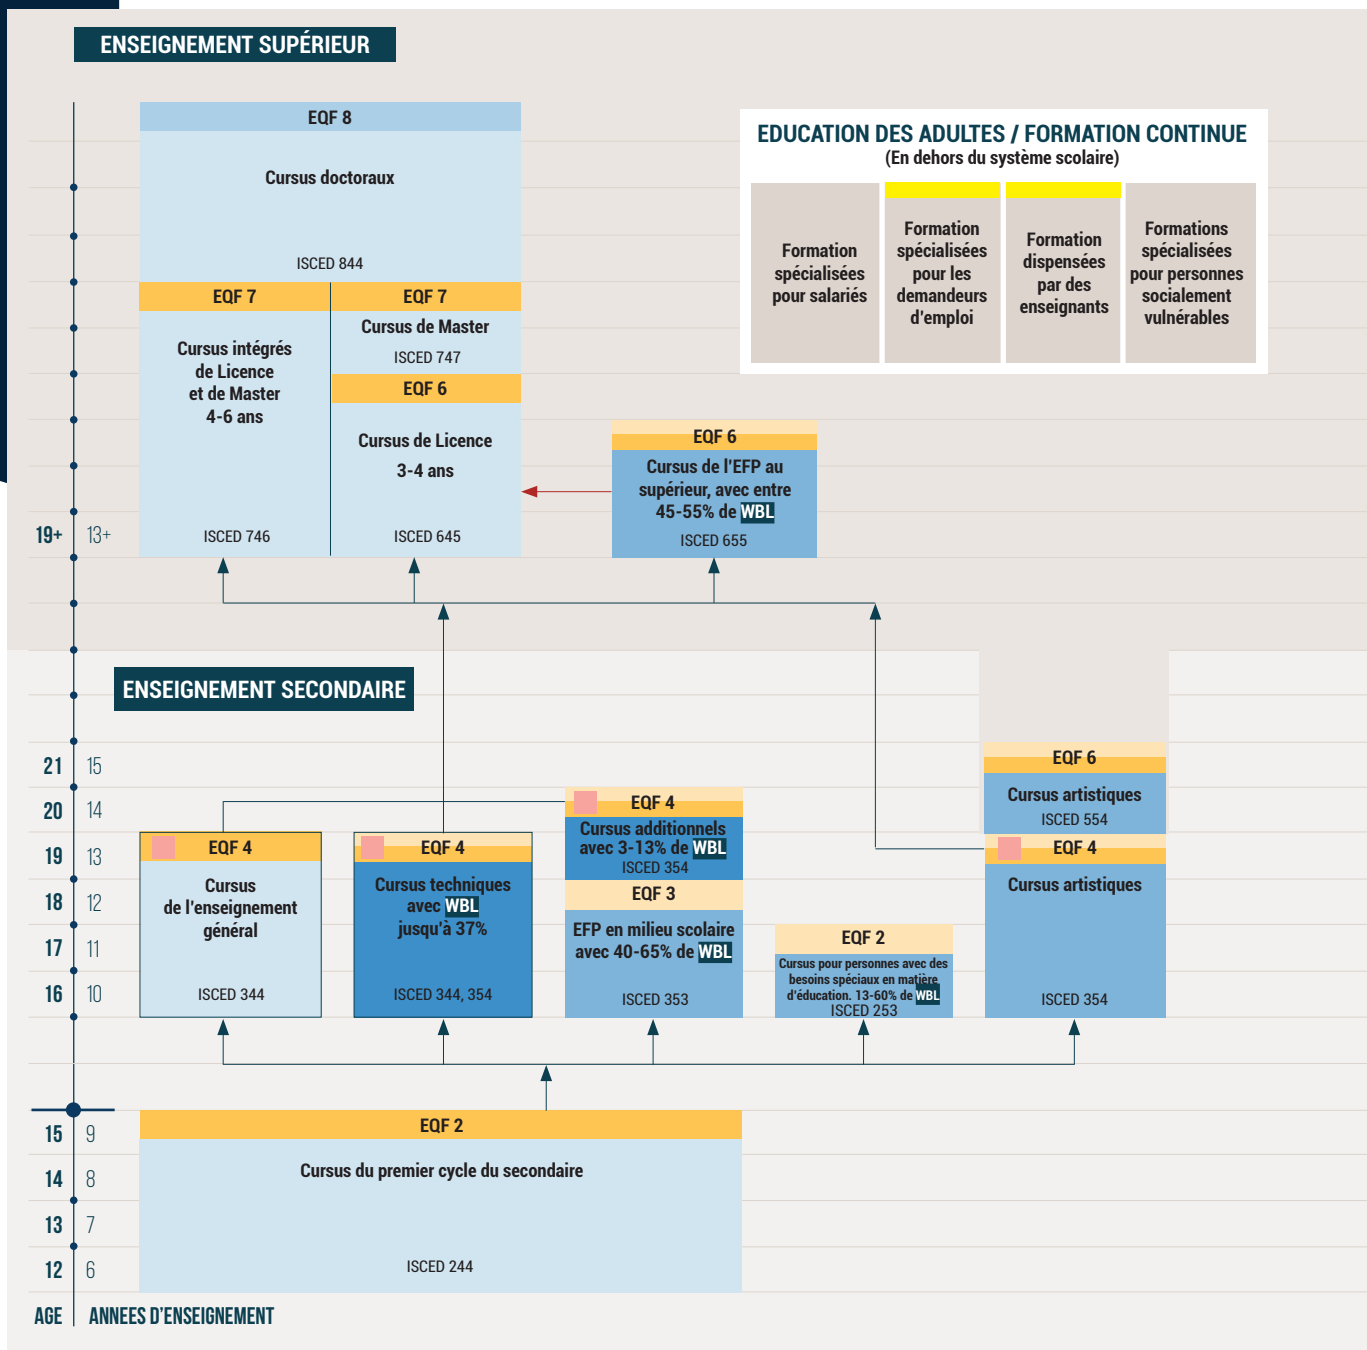 ENSEIGNEMENT SUPÉRIEUR
EQF 8
Cursus doctoraux
ISCED 844
EDUCATION DES ADULTES / FORMATION CONTINUE
(En dehors du système scolaire)
Formation
spécialisées
pour salariés
Formation
spécialisées
pour les
demandeurs
d'emploi
Formation
dispensées
par des
enseignants
Formations
spécialisées
pour personnes
socialement
vulnérables
EQF 7
Cursus intégrés
de Licence
et de Master
4-6 ans
ISCED 746
EQF 7
Cursus de Master
ISCED 747
EQF 6
Cursus de Licence
3-4 ans
ISCED 645
EQF 6
Cursus de l'EFP au
supérieur, avec entre
45-55% de WBL
ISCED 655
19+ 13+
ENSEIGNEMENT SECONDAIRE
21 15
20 14
19 13
18 12
17 11
16 10
EQF 4
Cursus
de l'enseignement
général
ISCED 344
EQF 4
Cursus techniques
avec WBL
jusqu'à 37%
ISCED 344, 354
EQF 4
Cursus additionnels
avec 3-13% de WBL
ISCED 354
EQF 3
EFP en milieu scolaire
avec 40-65% de WBL
ISCED 353
EQF 2
Cursus pour personnes avec des
besoins spéciaux en matière
d'éducation. 13-60% de WBL
ISCED 253
EQF 6
Cursus artistiques
ISCED 554
EQF 4
Cursus artistiques
ISCED 354
15 9
14 8
13 7
12 6
EQF 2
Cursus du premier cycle du secondaire
ISCED 244
AGE ANNEES D'ENSEIGNEMENT